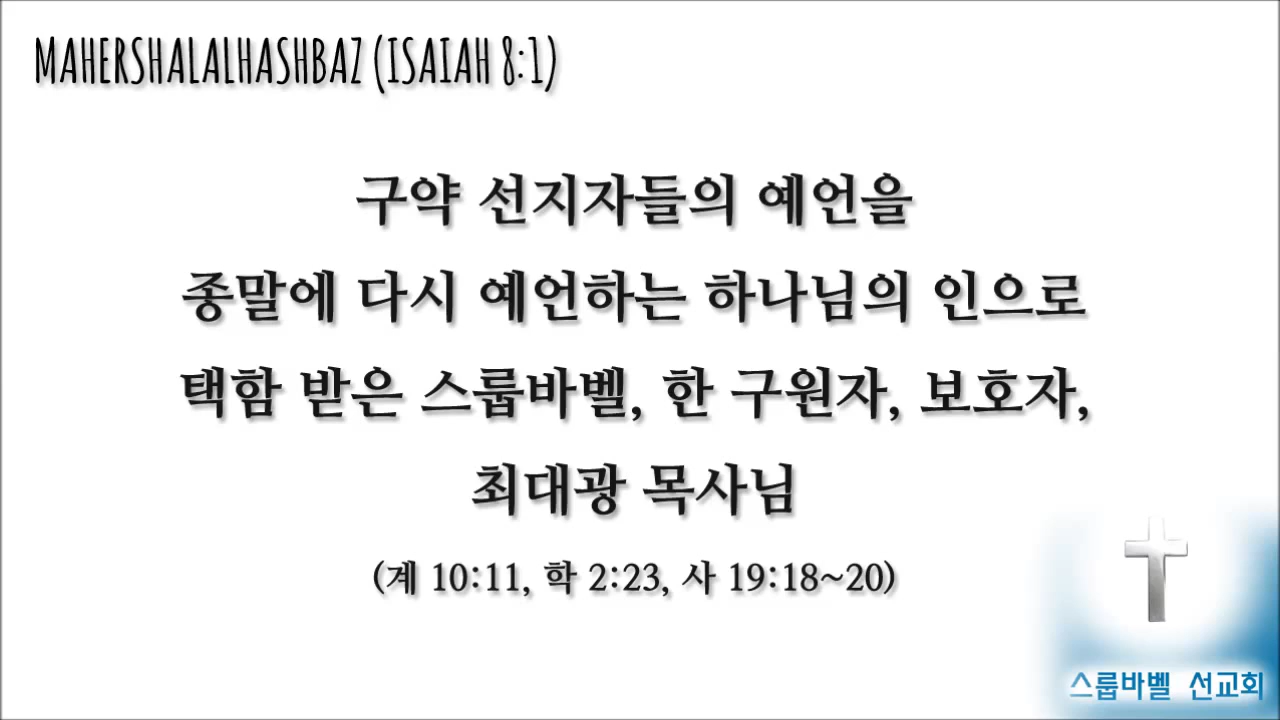 MAHERSHALALHASHBAZ (ISAIAH 8:1)
구약 선지자들의 예언을
종말에 다시 예언하는 하나님의 인으로
택함 받은 스룹바벨, 한 구원자, 보호자,
최대광 목사님
(계 10:11, 학 2:23, 사 19:18~20)
스룹바벨 선교회